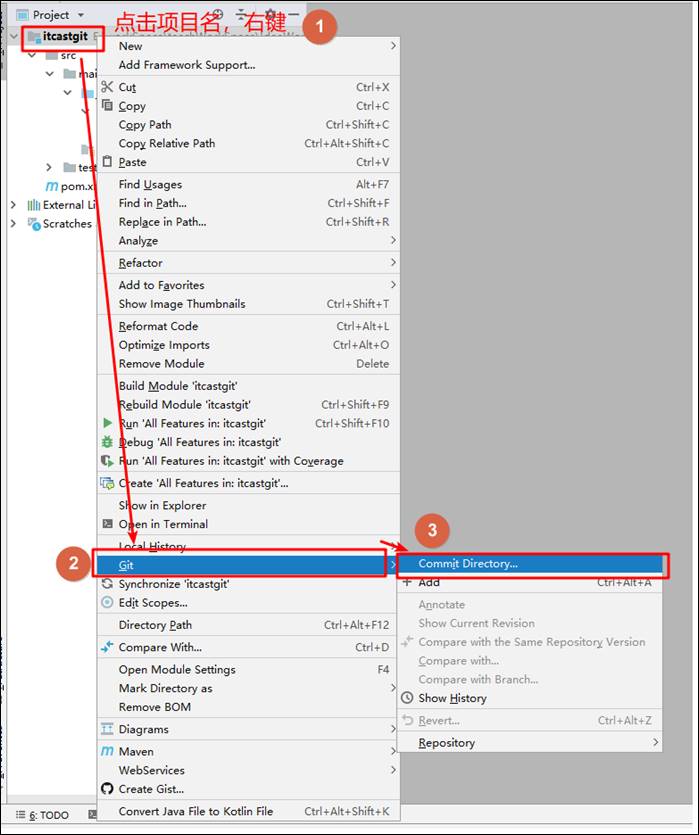 Project
点击项目名，右键
1
itcastgit
New
src
Add Framework Support...
mai
Cut Ctrl+X
Copy Ctrl+C
Copy Path Ctrl+Shift+C
Copy Relative Path Ctrl+Alt+Shift+C
test
Paste Ctrl+V
pom.x
Find Usages Alt+F7
External Li
Find in Path... Ctrl+Shift+F
Scratches
Replace in Path... Ctrl+Shift+R
Analyze
Refactor
Add to Favorites
Show Image Thumbnails Ctrl+Shift+T
Reformat Code Ctrl+Alt+L
Optimize Imports Ctrl+Alt+O
Remove Module Delete
Build Module 'itcastgit'
Rebuild Module 'itcastgit' Ctrl+Shift+F9
Run 'All Features in: itcastgit' Ctrl+Shift+F10
Debug 'All Features in: itcastgit'
Run 'All Features in: itcastgit' with Coverage
Create 'All Features in: itcastgit'...
Show in Explorer
Open in Terminal
3
Local History
2
Git
Commit Directory...
Synchronize 'itcastgit'
Add Ctrl+Alt+A
Edit Scopes...
Annotate
Directory Path Ctrl+Alt+F12
Show Current Revision
Compare With... Ctrl+D
Compare with the Same Repository Version
Compare with...
Open Module Settings F4
Compare with Branch...
Mark Directory as
Show History
Remove BOM
Revert... Ctrl+Alt+Z
Diagrams
Repository
Maven
WebServices
Create Gist...
Convert Java File to Kotlin File Ctrl+Alt+Shift+K
6: TODO